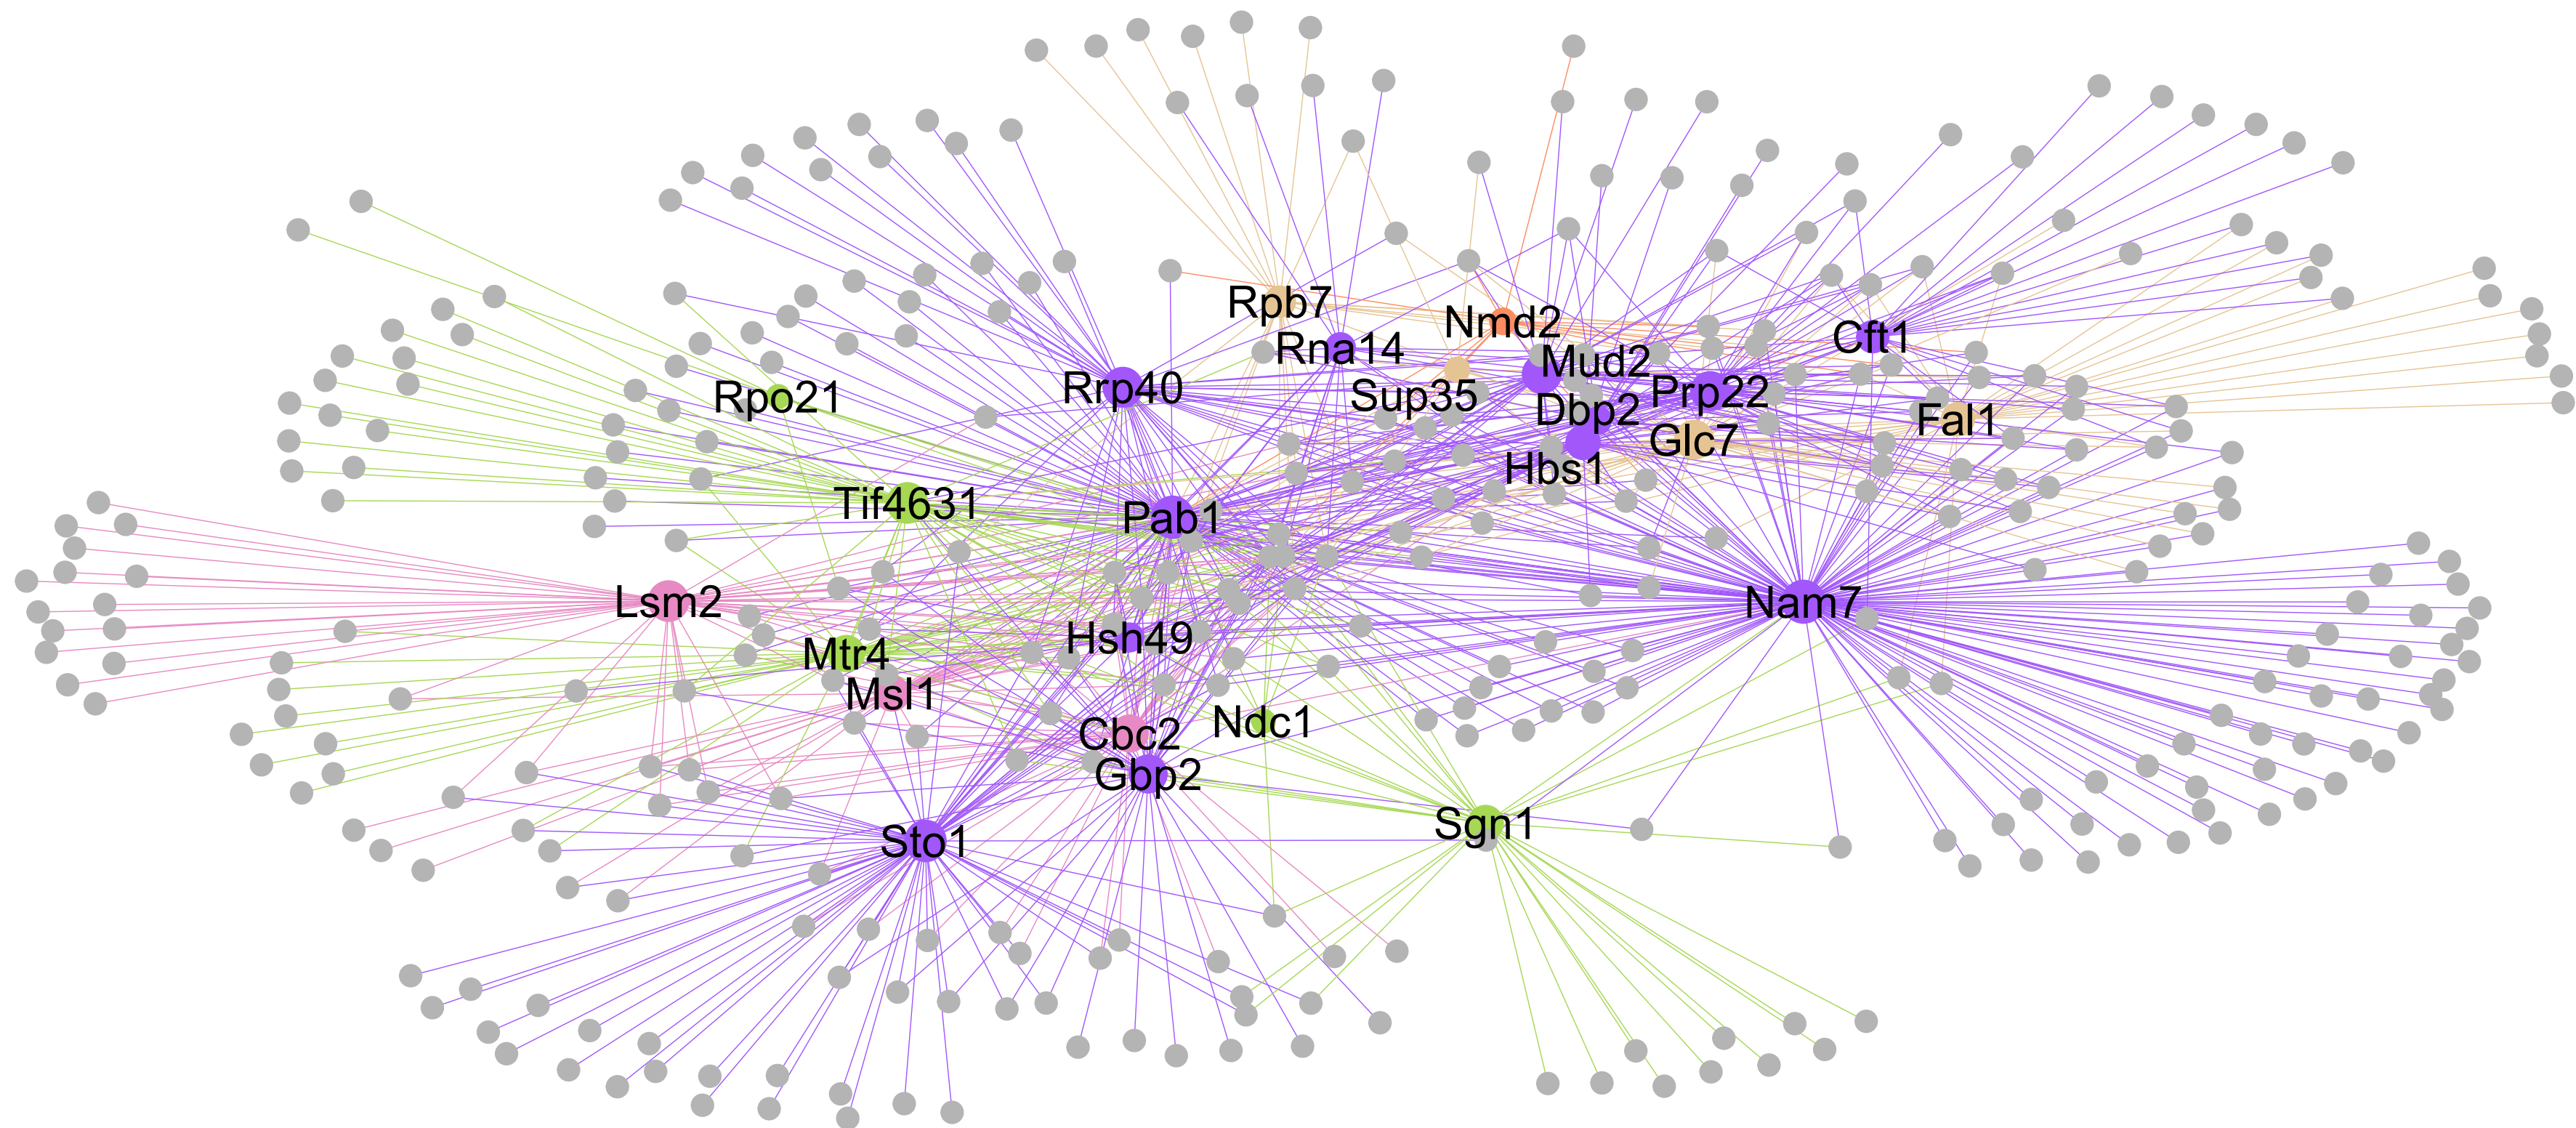 Rpb7
Nmd2
Rna14
Cft1
Mud2
Rrp40
Prp22
Rpo21
Sup35
Dbp2
Fal1
Glc7
Hbs1
Tif4631
Pab1
Lsm2
Nam7
Hsh49
Mtr4
Msl1
Ndc1
Cbc2
Gbp2
Sgn1
Sto1